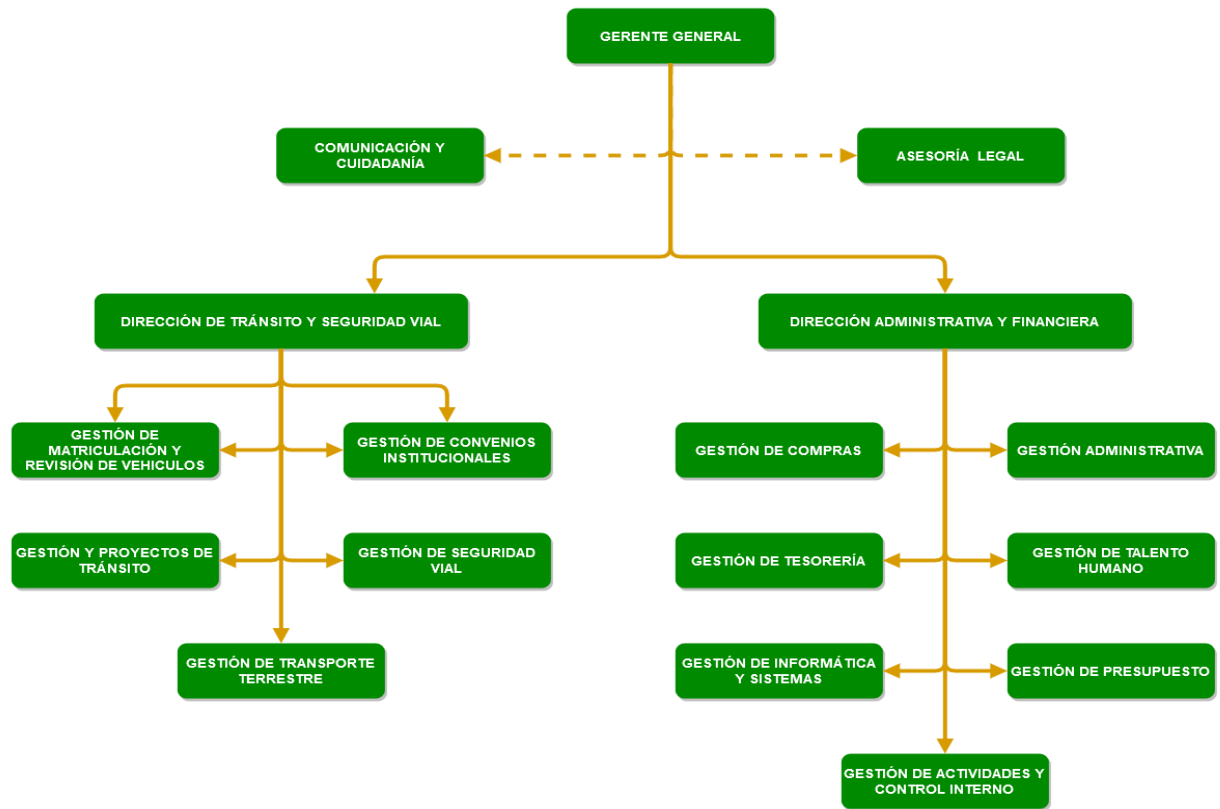 GERENTE GENERAL
COMUNICACIÓN Y
CUIDADANÍA
ASESORÍA LEGAL
DIRECCIÓN DE TRÁNSITO Y SEGURIDAD VIAL
DIRECCIÓN ADMINISTRATIVA Y FINANCIERA
GESTIÓN DE
MATRICULACIÓN Y
REVISIÓN DE VEHICULOS
GESTIÓN DE CONVENIOS
INSTITUCIONALES
GESTIÓN DE COMPRAS
GESTIÓN ADMINISTRATIVA
GESTIÓN Y PROYECTOS DE
TRÁNSITO
GESTIÓN DE SEGURIDAD
VIAL
GESTIÓN DE TESORERÍA
GESTIÓN DE TALENTO
HUMANO
GESTIÓN DE TRANSPORTE
TERRESTRE
GESTIÓN DE INFORMÁTICA
Y SISTEMAS
GESTIÓN DE PRESUPUESTO
GESTIÓN DE ACTIVIDADES Y
CONTROL INTERNO